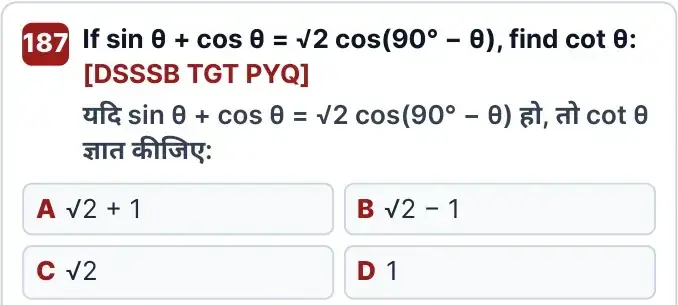 187 If sin θ + cos θ = √2 cos(90° − θ), find cot θ:
[DSSSB TGT PYQ]
यदि sin θ + cos θ = √2 cos(90° − θ) हो, तो cot θ
ज्ञात कीजिए:
A √2 + 1
B √2 − 1
C √2
D 1